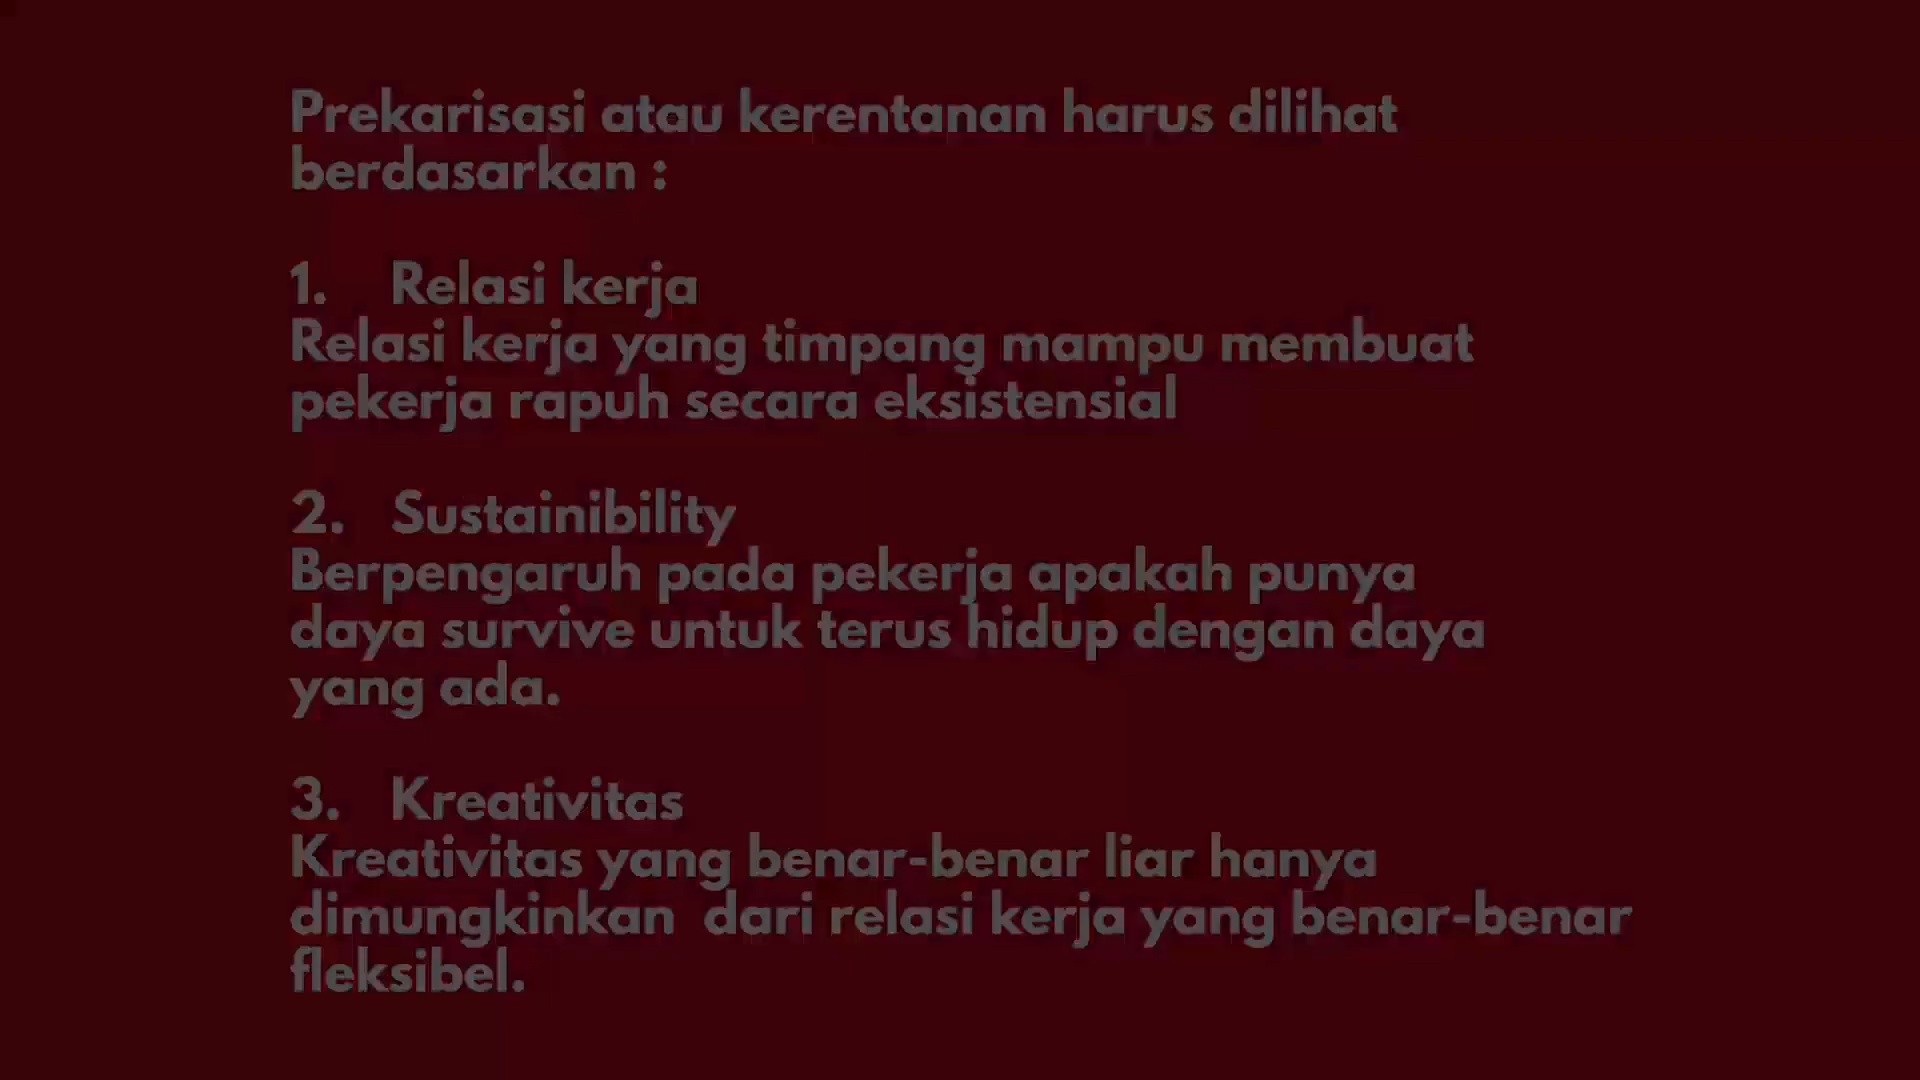 Prekarisasi atau kerentanan harus dilihat
berdasarkan :
1. Relasi kerja
Relasi kerja yang timpang mampu membuat
pekerja rapuh secara eksistensial
2. Sustainibility
Berpengaruh pada pekerja apakah punya
daya survive untuk terus hidup dengan daya
yang ada.
3. Kreativitas
Kreativitas yang benar-benar liar hanya
dimungkinkan dari relasi kerja yang benar-benar
fleksibel.